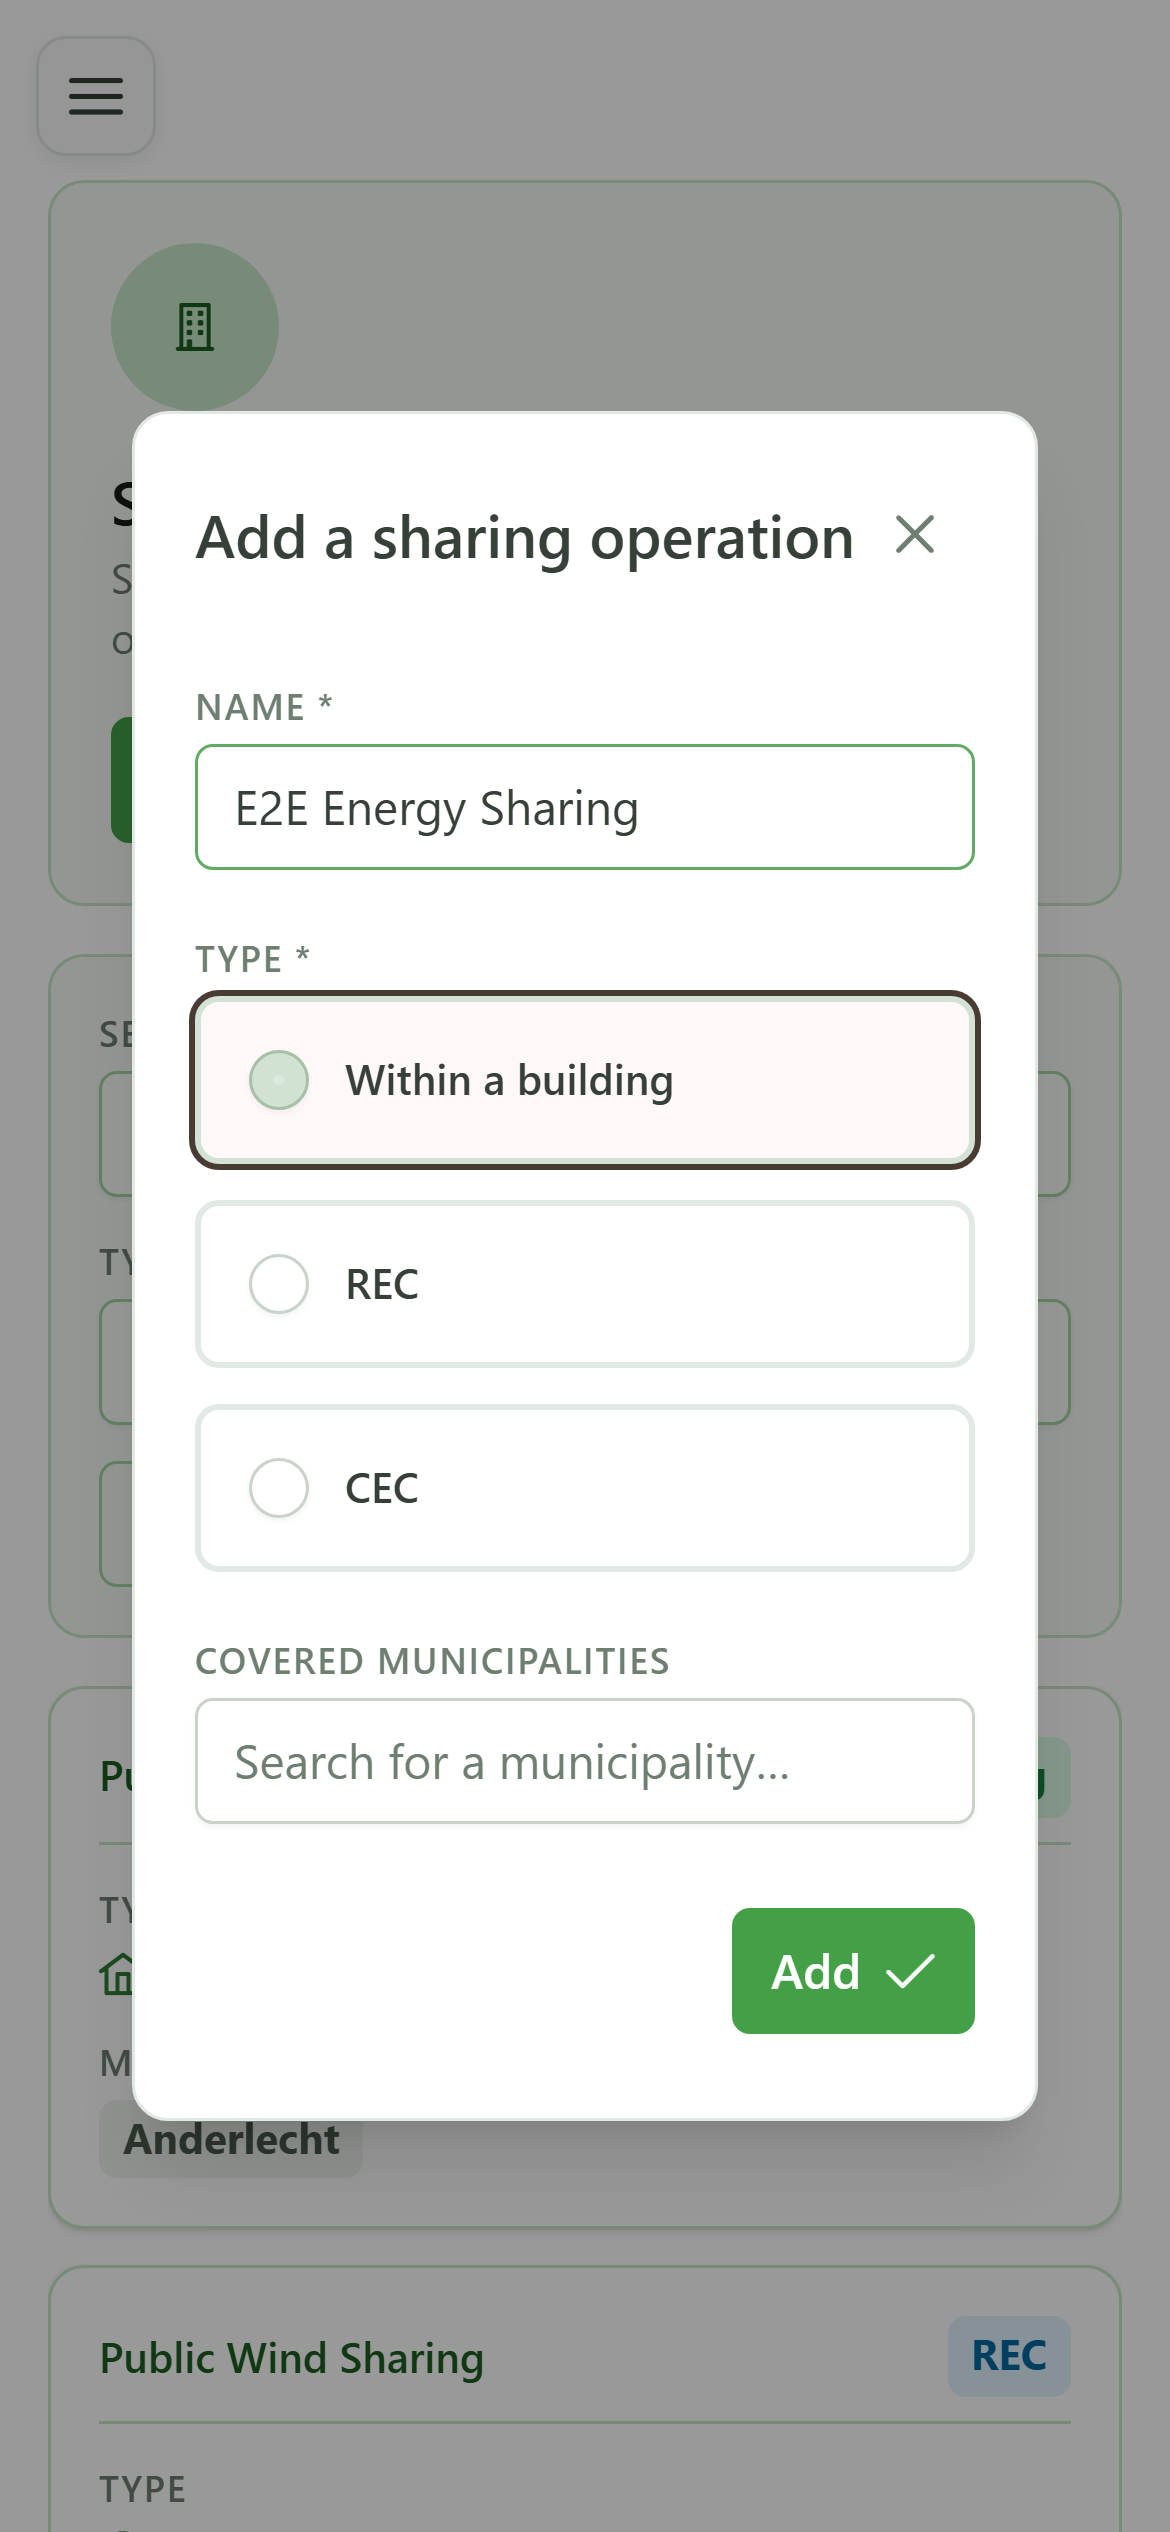 Add a sharing operation
NAME *
E2E Energy Sharing
TYPE *
Within a building
REC
CEC
COVERED MUNICIPALITIES
Search for a municipality...
Add
Anderlecht
Public Wind Sharing
REC
TYPE